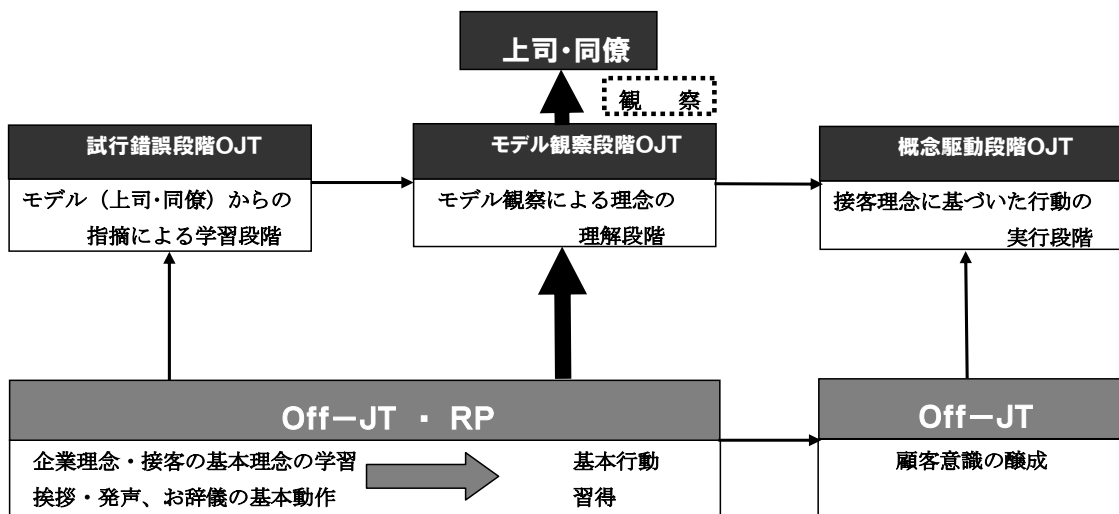 上司・同僚
観　察
試行錯誤段階OJT
モデル（上司・同僚）からの
指摘による学習段階
モデル観察段階OJT
モデル観察による理念の
理解段階
概念駆動段階OJT
接客理念に基づいた行動の
実行段階
Off－JT ・ RP
企業理念・接客の基本理念の学習
挨拶・発声、お辞儀の基本動作
基本行動
習得
Off－JT
顧客意識の醸成